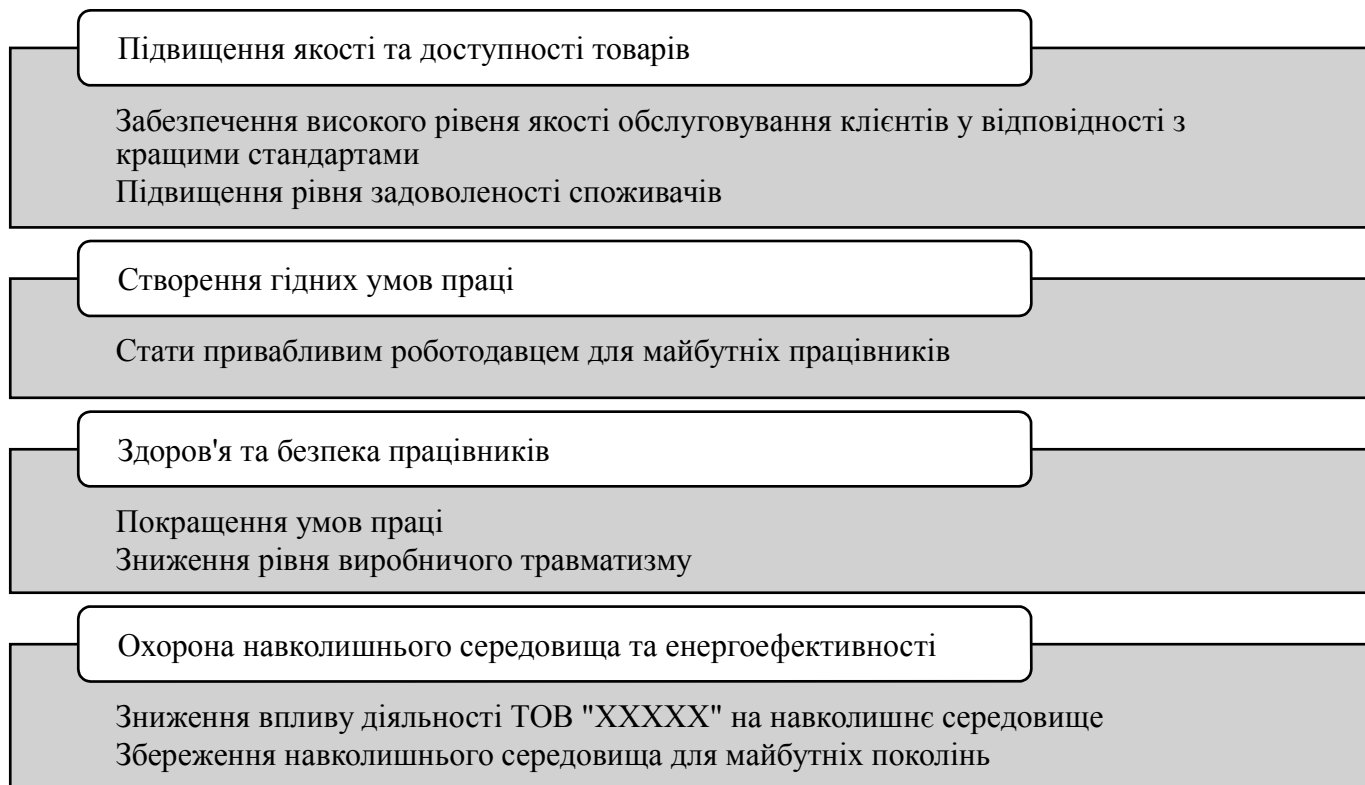 Підвищення якості та доступності товарів
Забезпечення високого рівеня якості обслуговування клієнтів у відповідності з
кращими стандартами
Підвищення рівня задоволеності споживачів
Створення гідних умов праці
Стати привабливим роботодавцем для майбутніх працівників
Здоров'я та безпека працівників
Покращення умов праці
Зниження рівня виробничого травматизму
Охорона навколишнього середовища та енергоефективності
Зниження впливу діяльності ТОВ "ХХХХХ" на навколишнє середовище
Збереження навколишнього середовища для майбутніх поколінь